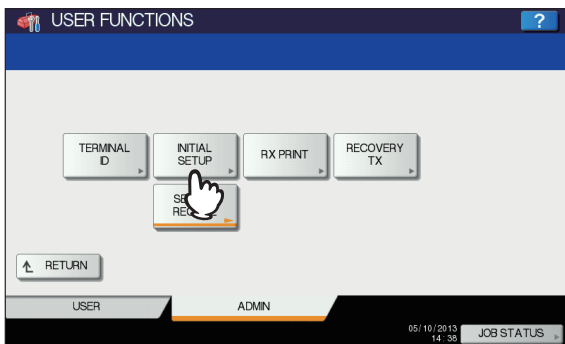 USER FUNCTIONS
?
TERMINAL
ID
INITIAL
SETUP
RX PRINT
RECOVERY
TX
RETURN
USER
ADMIN
05/10/2013
14:38
JOB STATUS